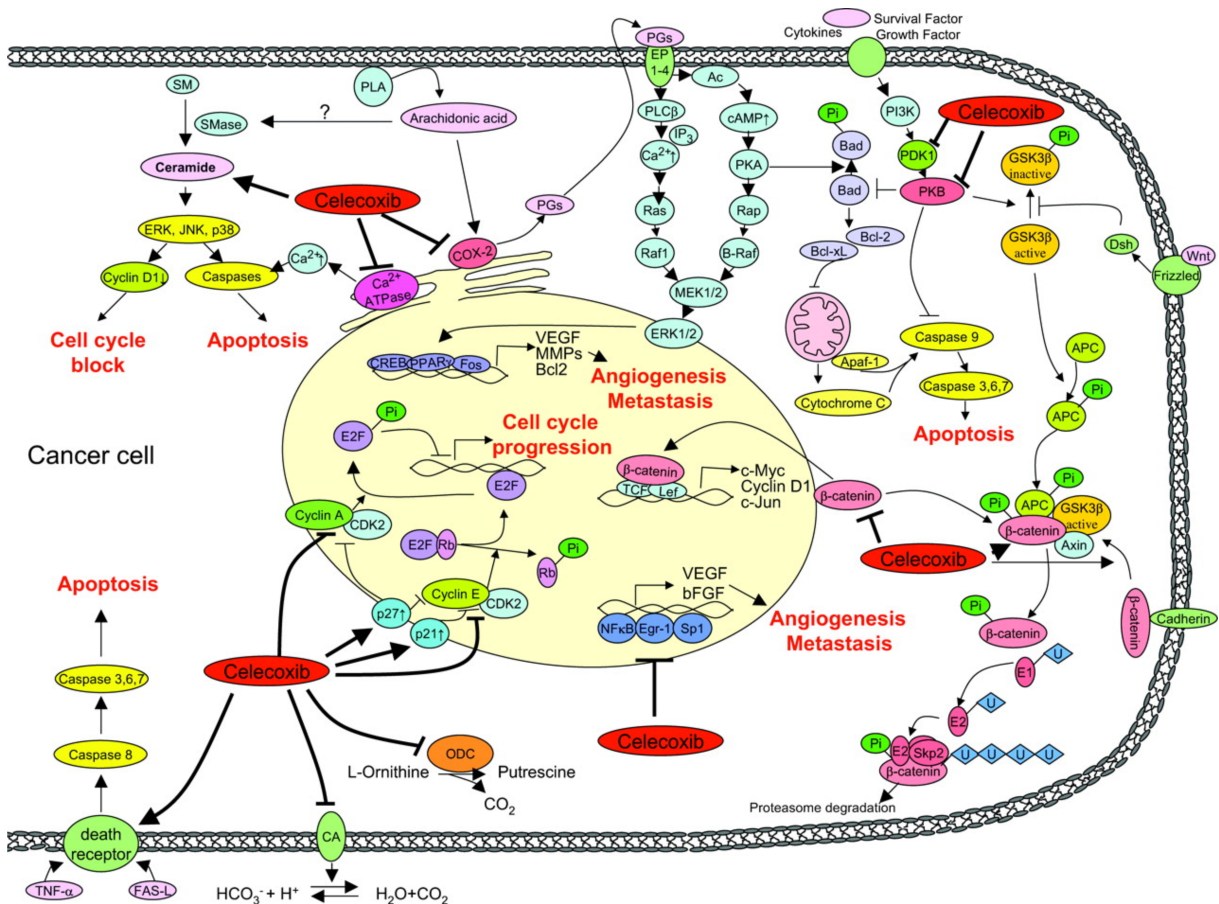 Survival Factor
Cytokines
Growth Factor
PGs
EP
1-4
Ac
PLCβ
IP3
Ca2+↑
cAMP↑
PKA
Ras
Rap
Raf1
B-Raf
MEK1/2
ERK1/2
SM
SMase
?
PLA
Arachidonic acid
Ceramide
Celecoxib
ERK, JNK, p38
Cyclin D1↓
Caspases
Ca2+↑
Ca2+
ATPase
COX-2
PGs
Cell cycle
block
Apoptosis
Pi
Bad
Bad
Bcl-2
Bcl-xL
PI3K
PDK1
PKB
Celecoxib
Pi
GSK3β
inactive
GSK3β
active
Dsh
Frizzled
Wnt
Apaf-1
Cytochrome C
Caspase 9
Caspase 3,6,7
Apoptosis
APC
Pi
APC
CREB
PPARγ
Fos
VEGF
MMPs
Bcl2
Angiogenesis
Metastasis
Cancer cell
Pi
E2F
Cell cycle
progression
E2F
Cyclin A
CDK2
E2F
Rb
Pi
Rb
Cyclin E
CDK2
p27↑
p21↑
β-catenin
TCF
Lef
c-Myc
Cyclin D1
c-Jun
β-catenin
Celecoxib
Pi
Pi
APC
GSK3β
active
β-catenin
Axin
β-catenin
Cadherin
VEGF
bFGF
NFκB
Egr-1
Sp1
Angiogenesis
Metastasis
Celecoxib
Pi
β-catenin
U
E1
U
E2
Pi
E2
Skp2
U
U
U
U
β-catenin
Proteasome degradation
Apoptosis
Caspase 3,6,7
Caspase 8
death
receptor
TNF-α
FAS-L
Celecoxib
ODC
L-Ornithine
Putrescine
CO2
CA
HCO3- + H+
H2O+CO2